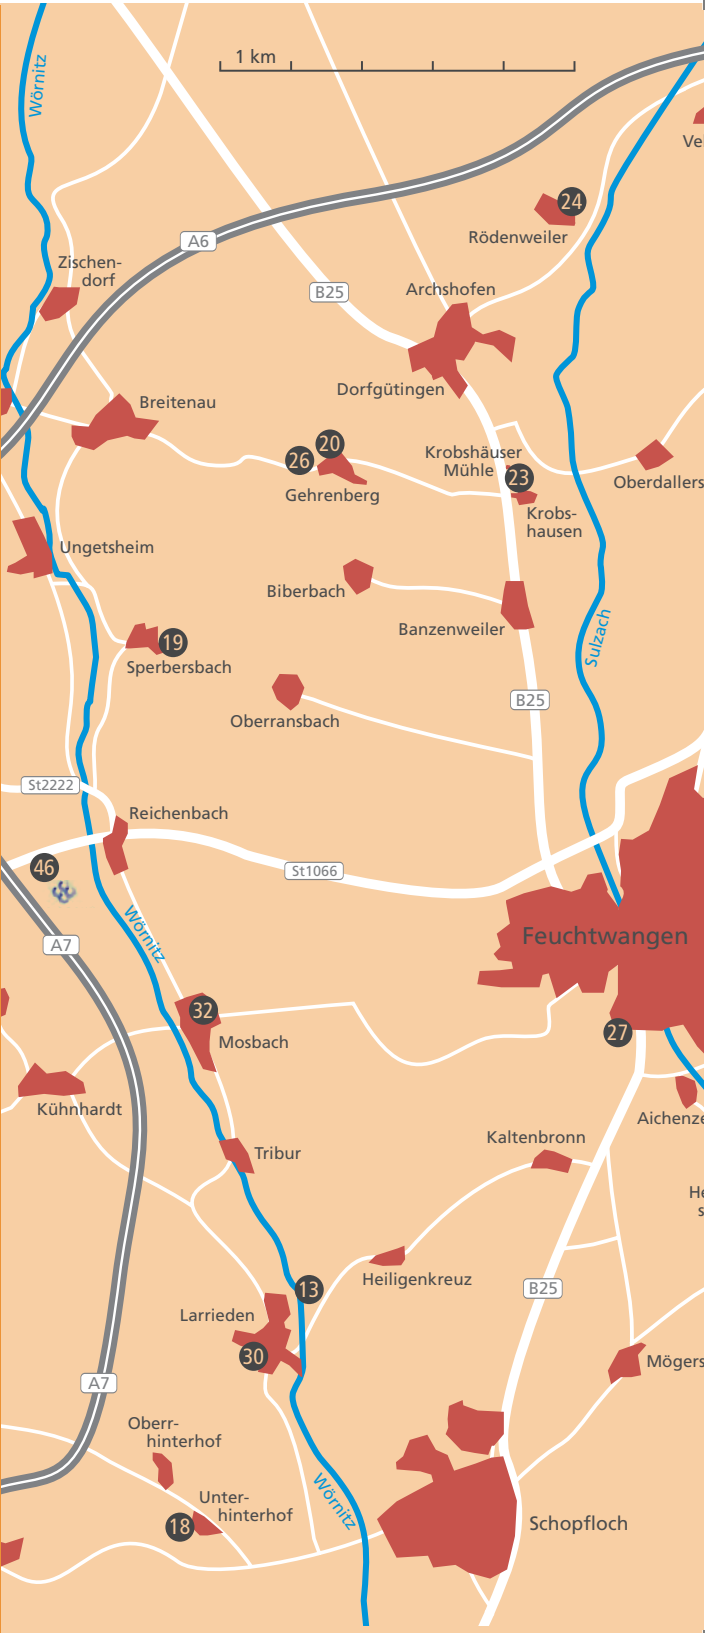 1 km
Wörnitz
Ve
24
Rödenweiler
A6
Zischen-
dorf
B25
Archshofen
Dorfgütingen
Breitenau
20
26
Gehrenberg
Krobshäuser
Mühle
23
Krobs-
hausen
Oberdallers
Ungetsheim
Biberbach
Banzenweiler
Sulzach
19
Sperbersbach
Oberransbach
B25
St2222
Reichenbach
46
St1066
Wörnitz
A7
Feuchtwangen
32
Mosbach
27
Kühnhardt
Aichenze
Tribur
Kaltenbronn
He
s
Heiligenkreuz
13
B25
Larrieden
30
Mögers
A7
Oberr-
hinterhof
Wörnitz
Unter-
hinterhof
18
Schopfloch